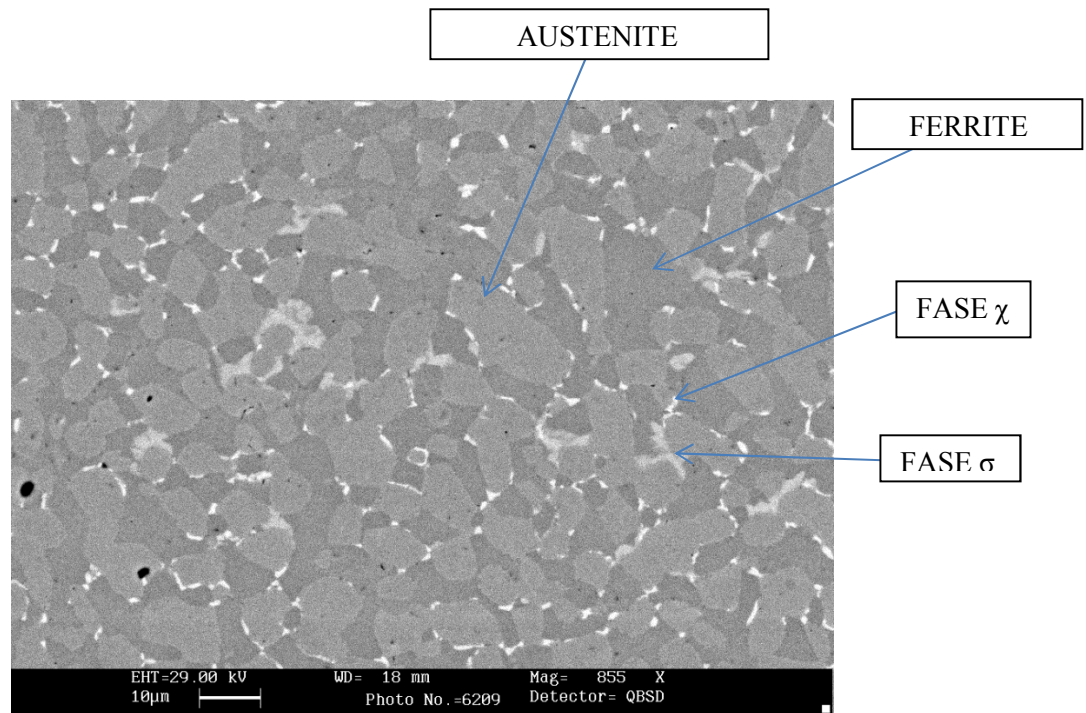 AUSTENITE
FERRITE
FASE χ
FASE σ
EHT=29.00 kV WD= 18 mm Mag= 855 X
10µm Photo No.=6209 Detector= QBSD